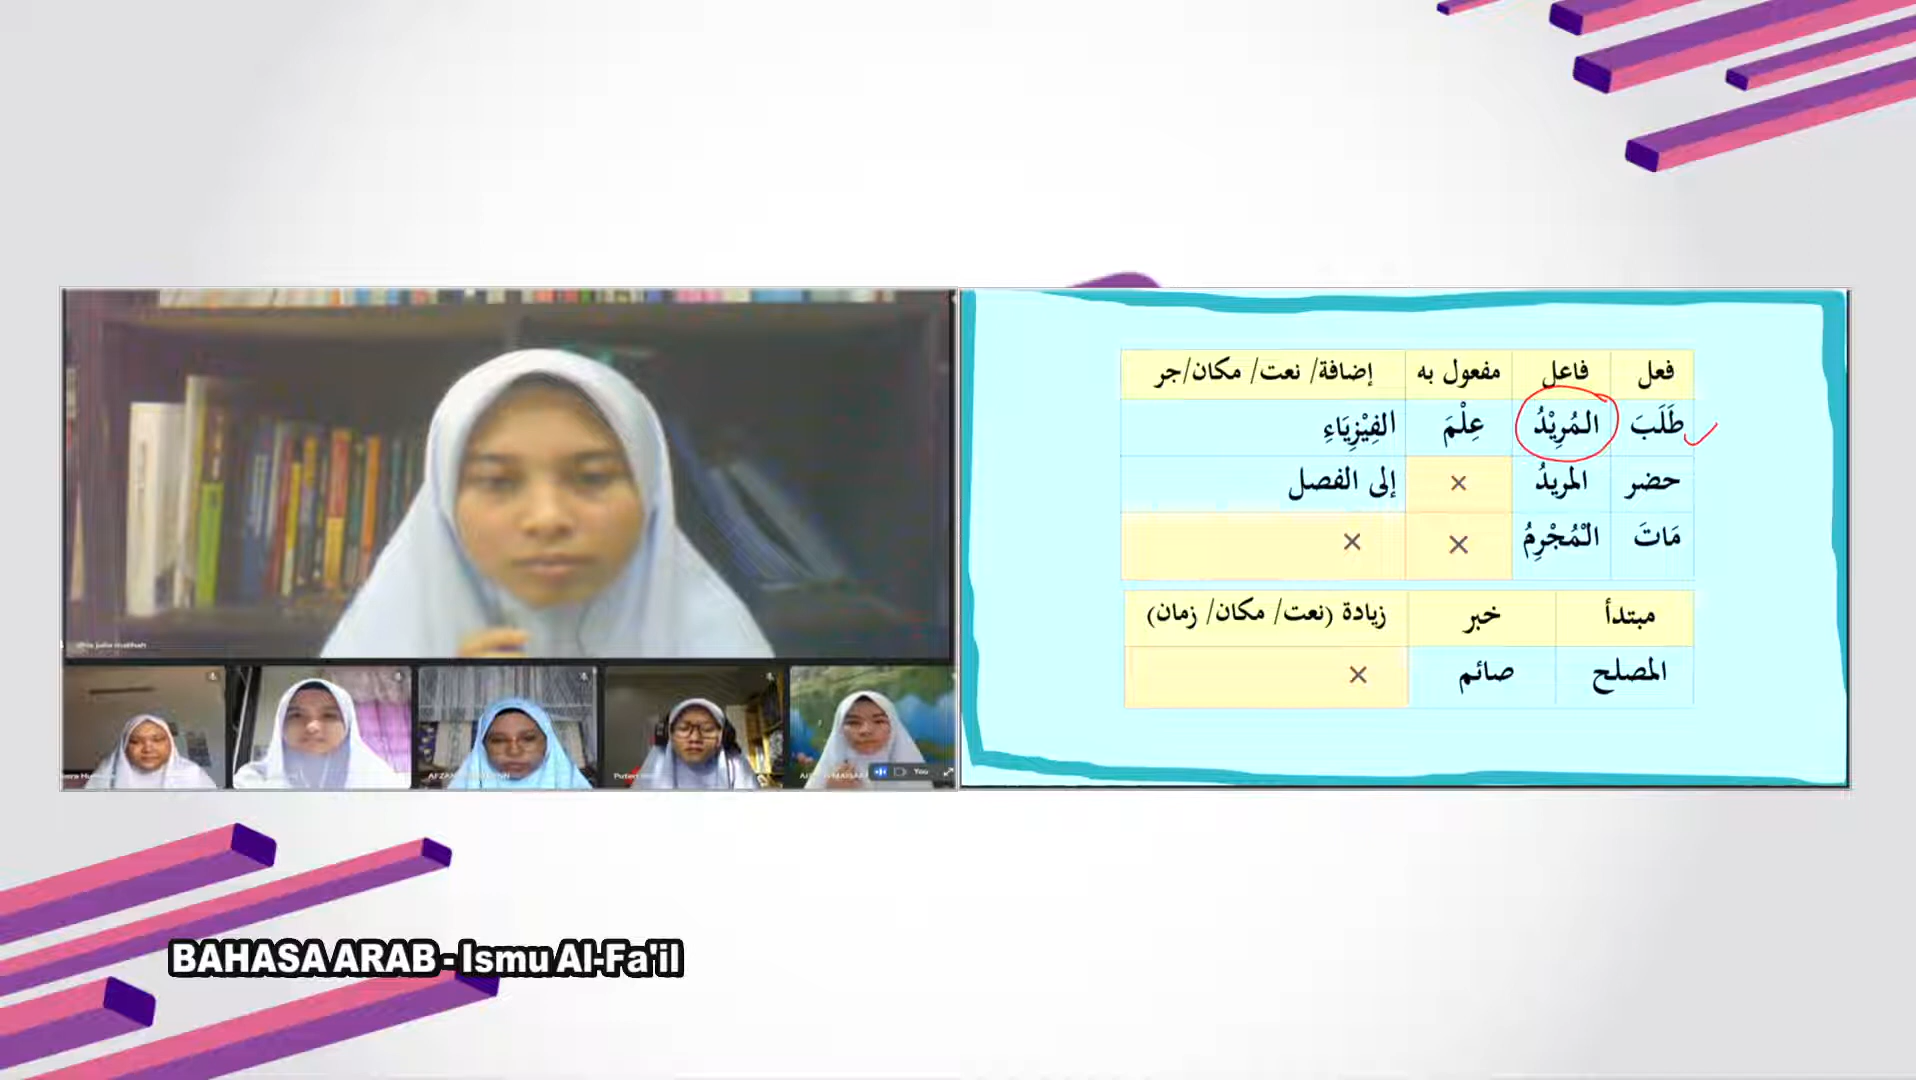 فعل فاعل مفعول به إضافة/ نعت/ مكان/جر
طَلَبَ المُرِيْدُ عِلْمَ الفِيْزِيَاءِ
حضر المريدُ × إلى الفصل
مَاتَ الْمُجْرِمُ × ×
مبتدأ خبر زيادة (نعت/ مكان/ زمان)
المصلح صائم ×
You
BAHASA ARAB - Ismu Al-Fa'il